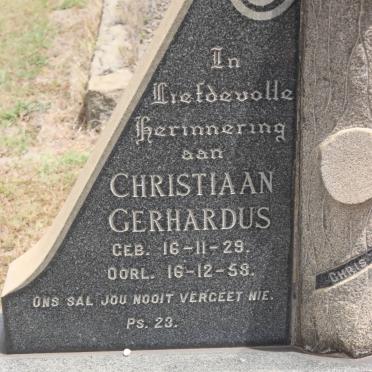 In
Liefdevolle
Herinnering
aan
CHRISTIAAN
GERHARDUS
GEB. 16-11-29.
OORL. 16-12-58.
ONS SAL JOU NOOIT VERGEET NIE.
PS. 23.
CHRIS